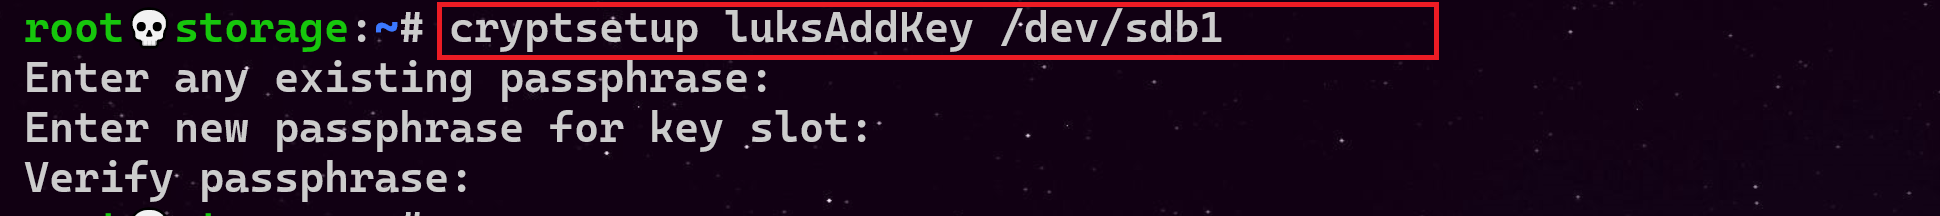 root💀storage:~# cryptsetup luksAddKey /dev/sdb1
Enter any existing passphrase:
Enter new passphrase for key slot:
Verify passphrase: